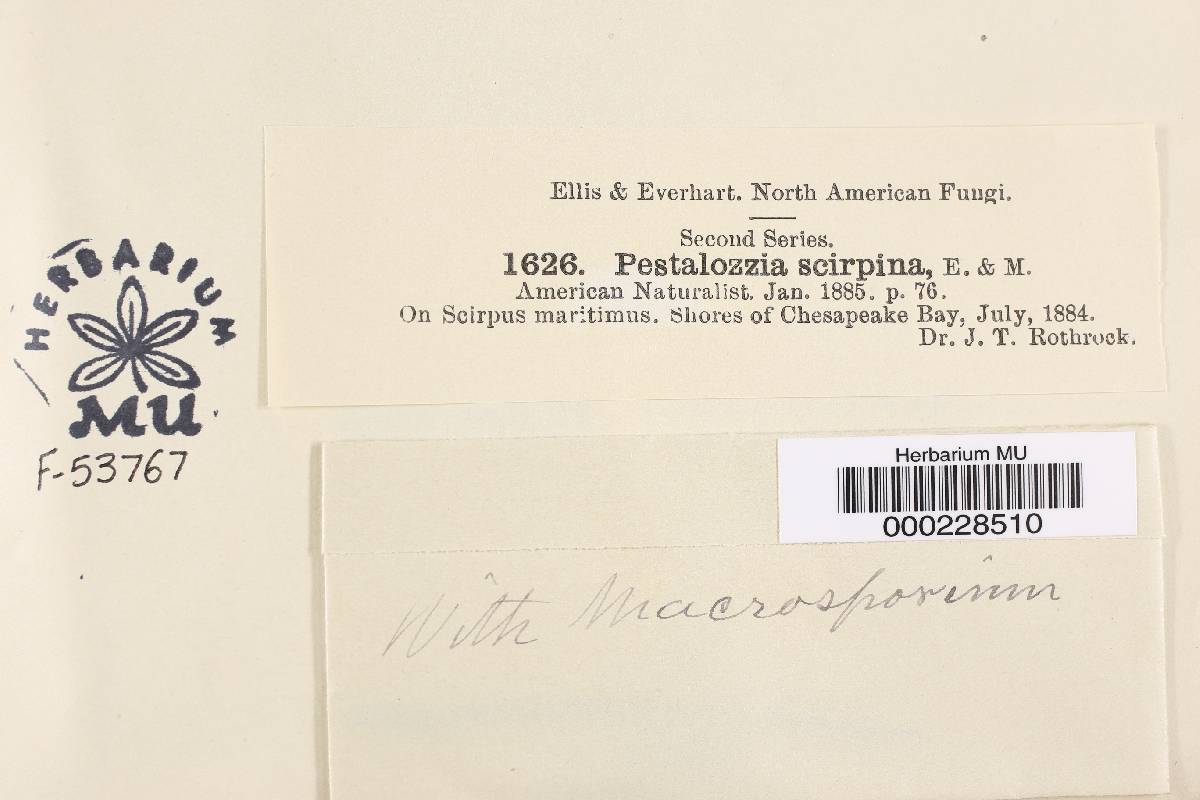 Ellis & Everhart. North American Fungi.
Second Series.
1626. Pestalozzia scirpina, E. & M.
American Naturalist. Jan. 1885. p. 76.
On Scirpus maritimus. Shores of Chesapeake Bay, July, 1884.
Dr. J. T. Rothrock.
HERBARIUM
MU
F-53767
Herbarium MU
000228510
With Macrosporium